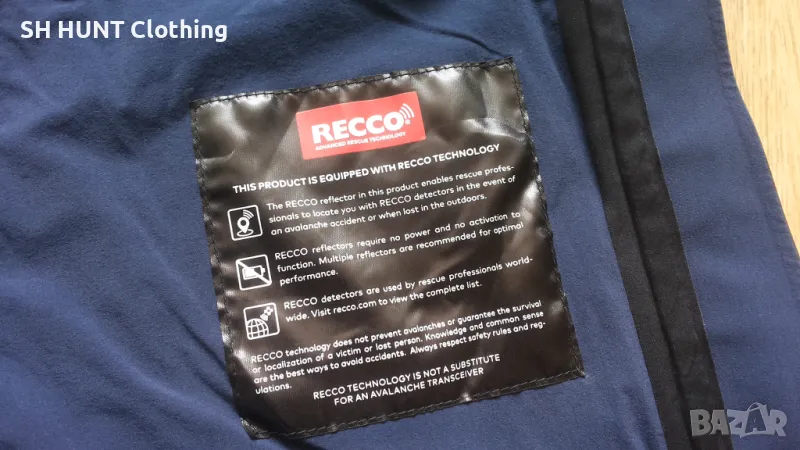 SH HUNT Clothing
RECCO®
ADVANCED RESCUE TECHNOLOGY
THIS PRODUCT IS EQUIPPED WITH RECCO TECHNOLOGY
The RECCO reflector in this product enables rescue profes-
sionals to locate you with RECCO detectors in the event of
an avalanche accident or when lost in the outdoors.
RECCO reflectors require no power and no activation to
function. Multiple reflectors are recommended for optimal
performance.
RECCO detectors are used by rescue professionals world-
wide. Visit recco.com to view the complete list.
RECCO technology does not prevent avalanches or guarantee the survival
or localization of a victim or lost person. Knowledge and common sense
are the best ways to avoid accidents. Always respect safety rules and reg-
ulations.
RECCO TECHNOLOGY IS NOT A SUBSTITUTE
FOR AN AVALANCHE TRANSCEIVER
BAZAR